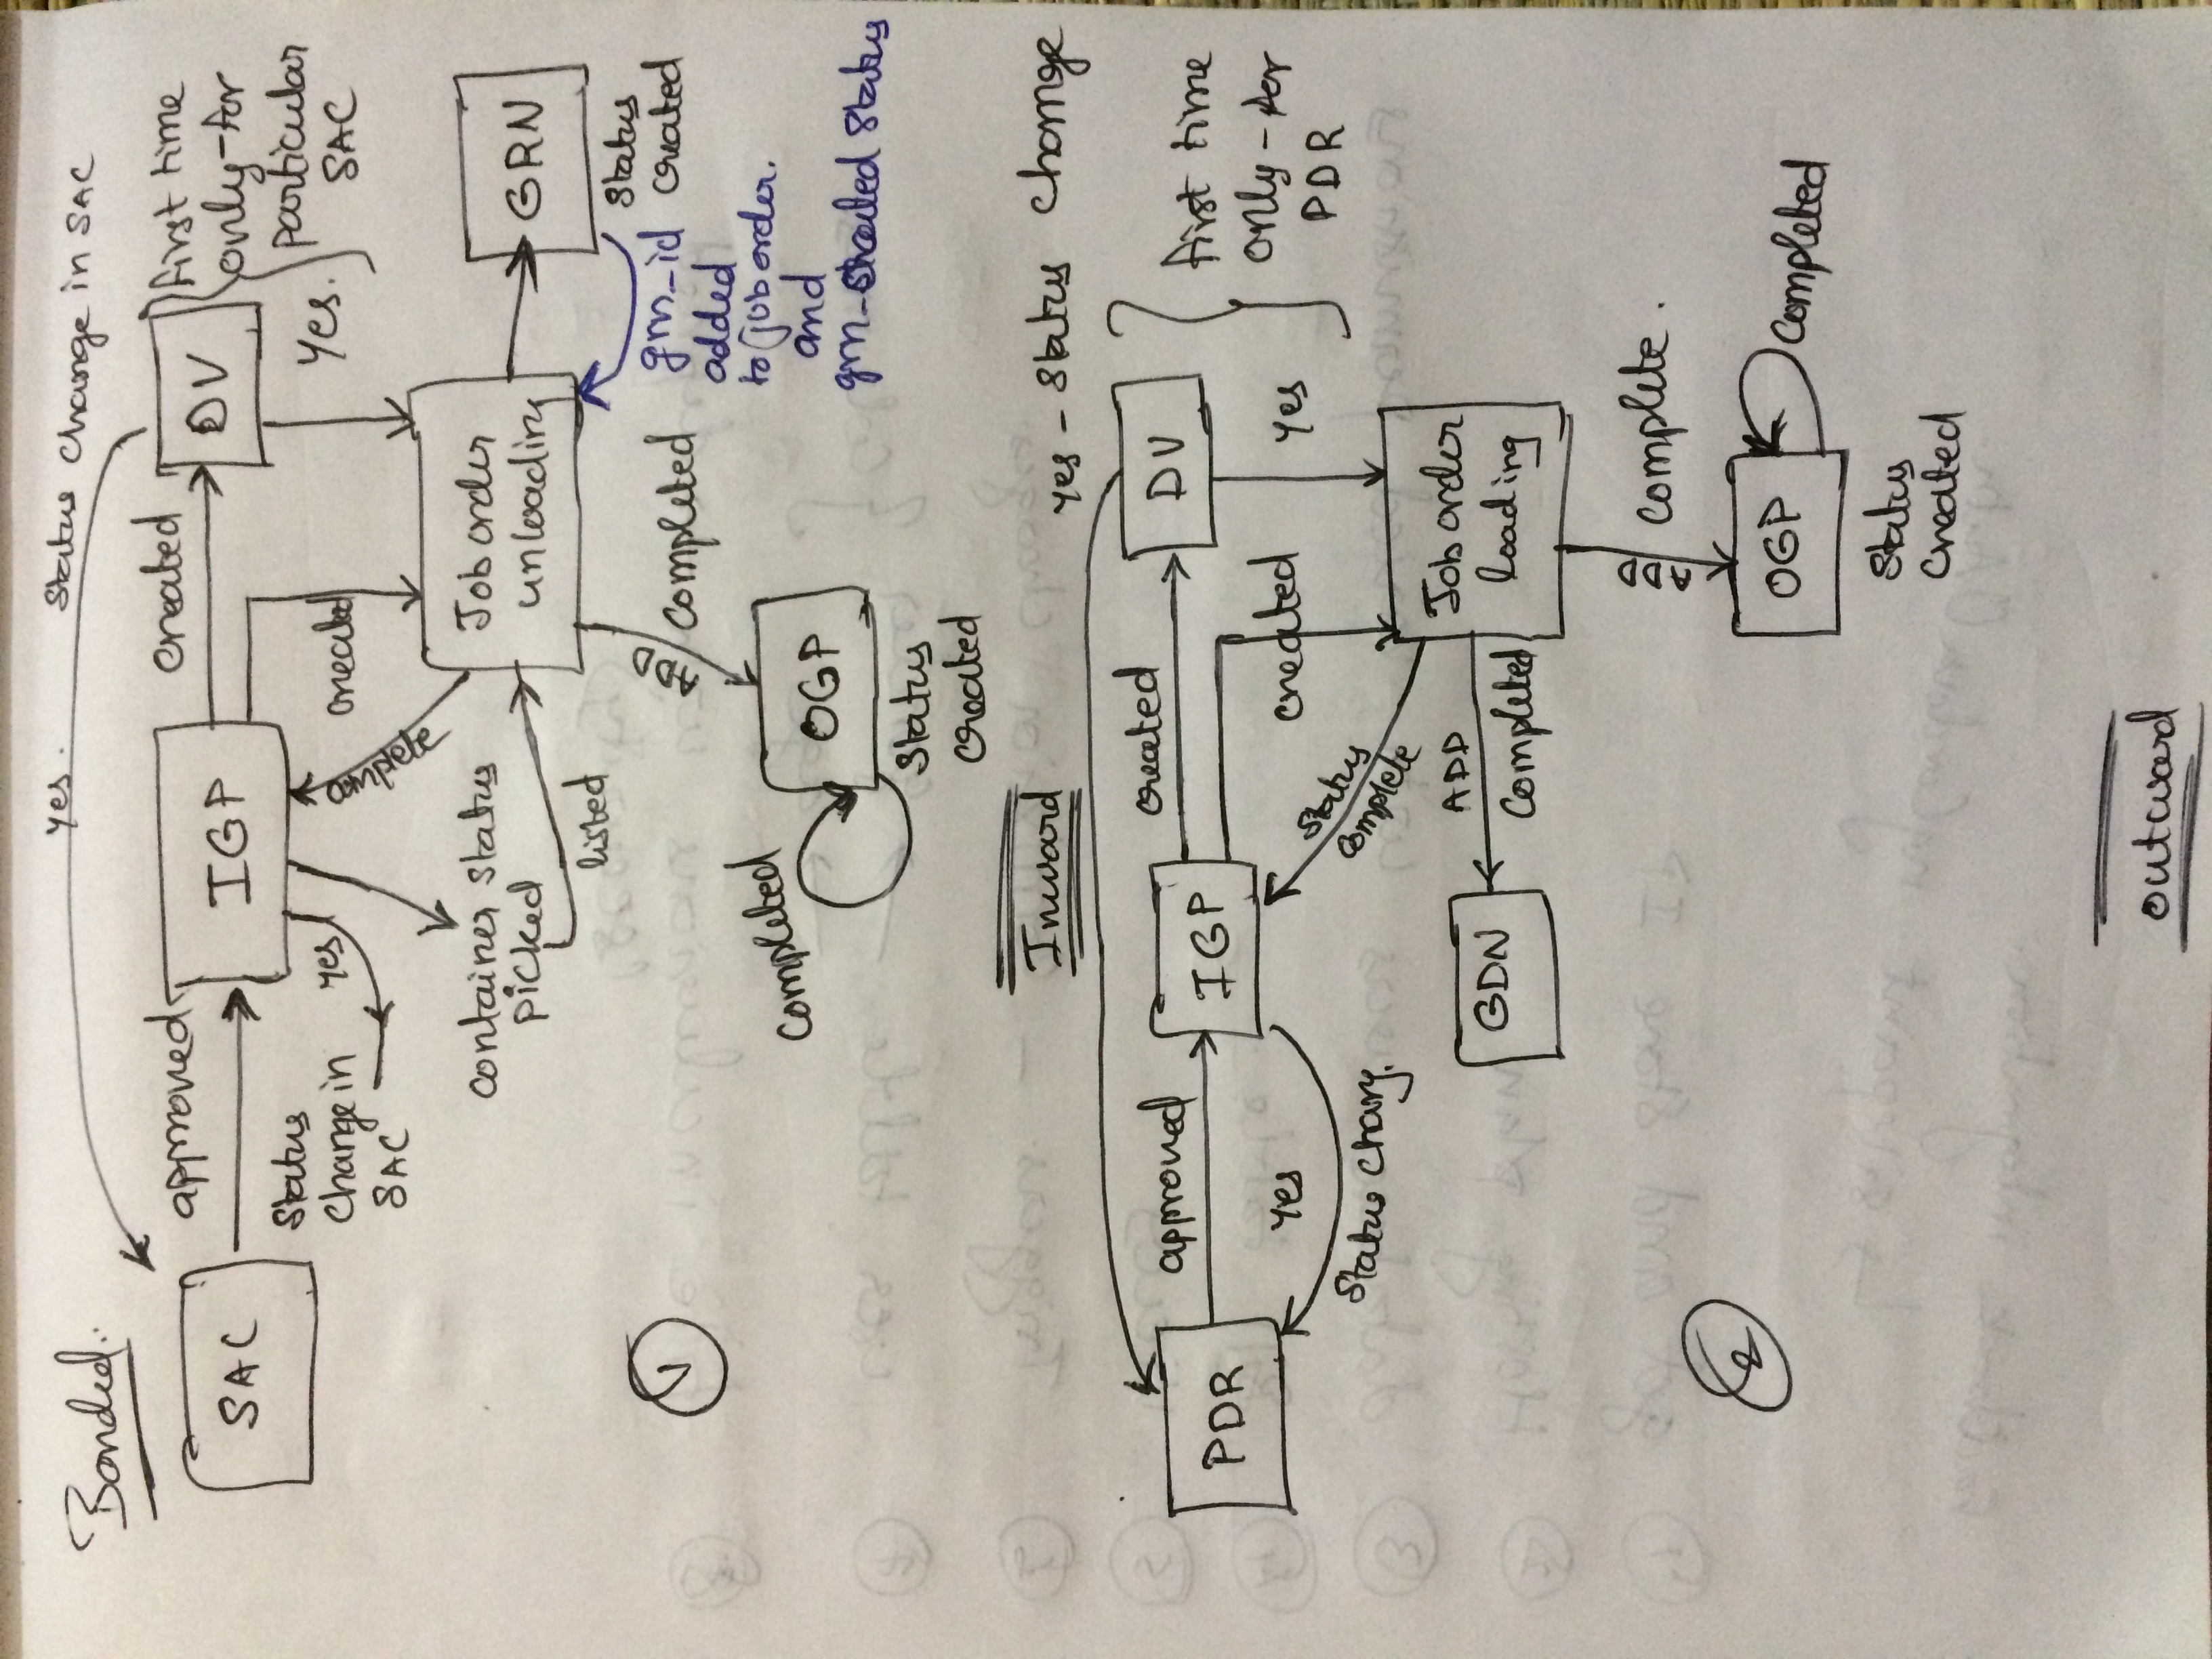 Bonded:
yes.
Status change in SAC
SAC
approved
IGP
created
DV
first time
only - for
particular
SAC
Status
change in
SAC
yes
complete
created
Yes.
container status
picked
listed
Job order
unloading
GRN
Status
created
grn_id
added
to job order.
and
grn_ status
1
ADD
completed
completed
OGP
Status
created
Inward
yes - status change
PDR
approved
IGP
created
DV
first time
only - for
PDR
yes
Status
created
yes
Status
complete
GDN
ADD
completed
Job order
loading
ADD
complete.
2
OGP
completed
Status
created
outward